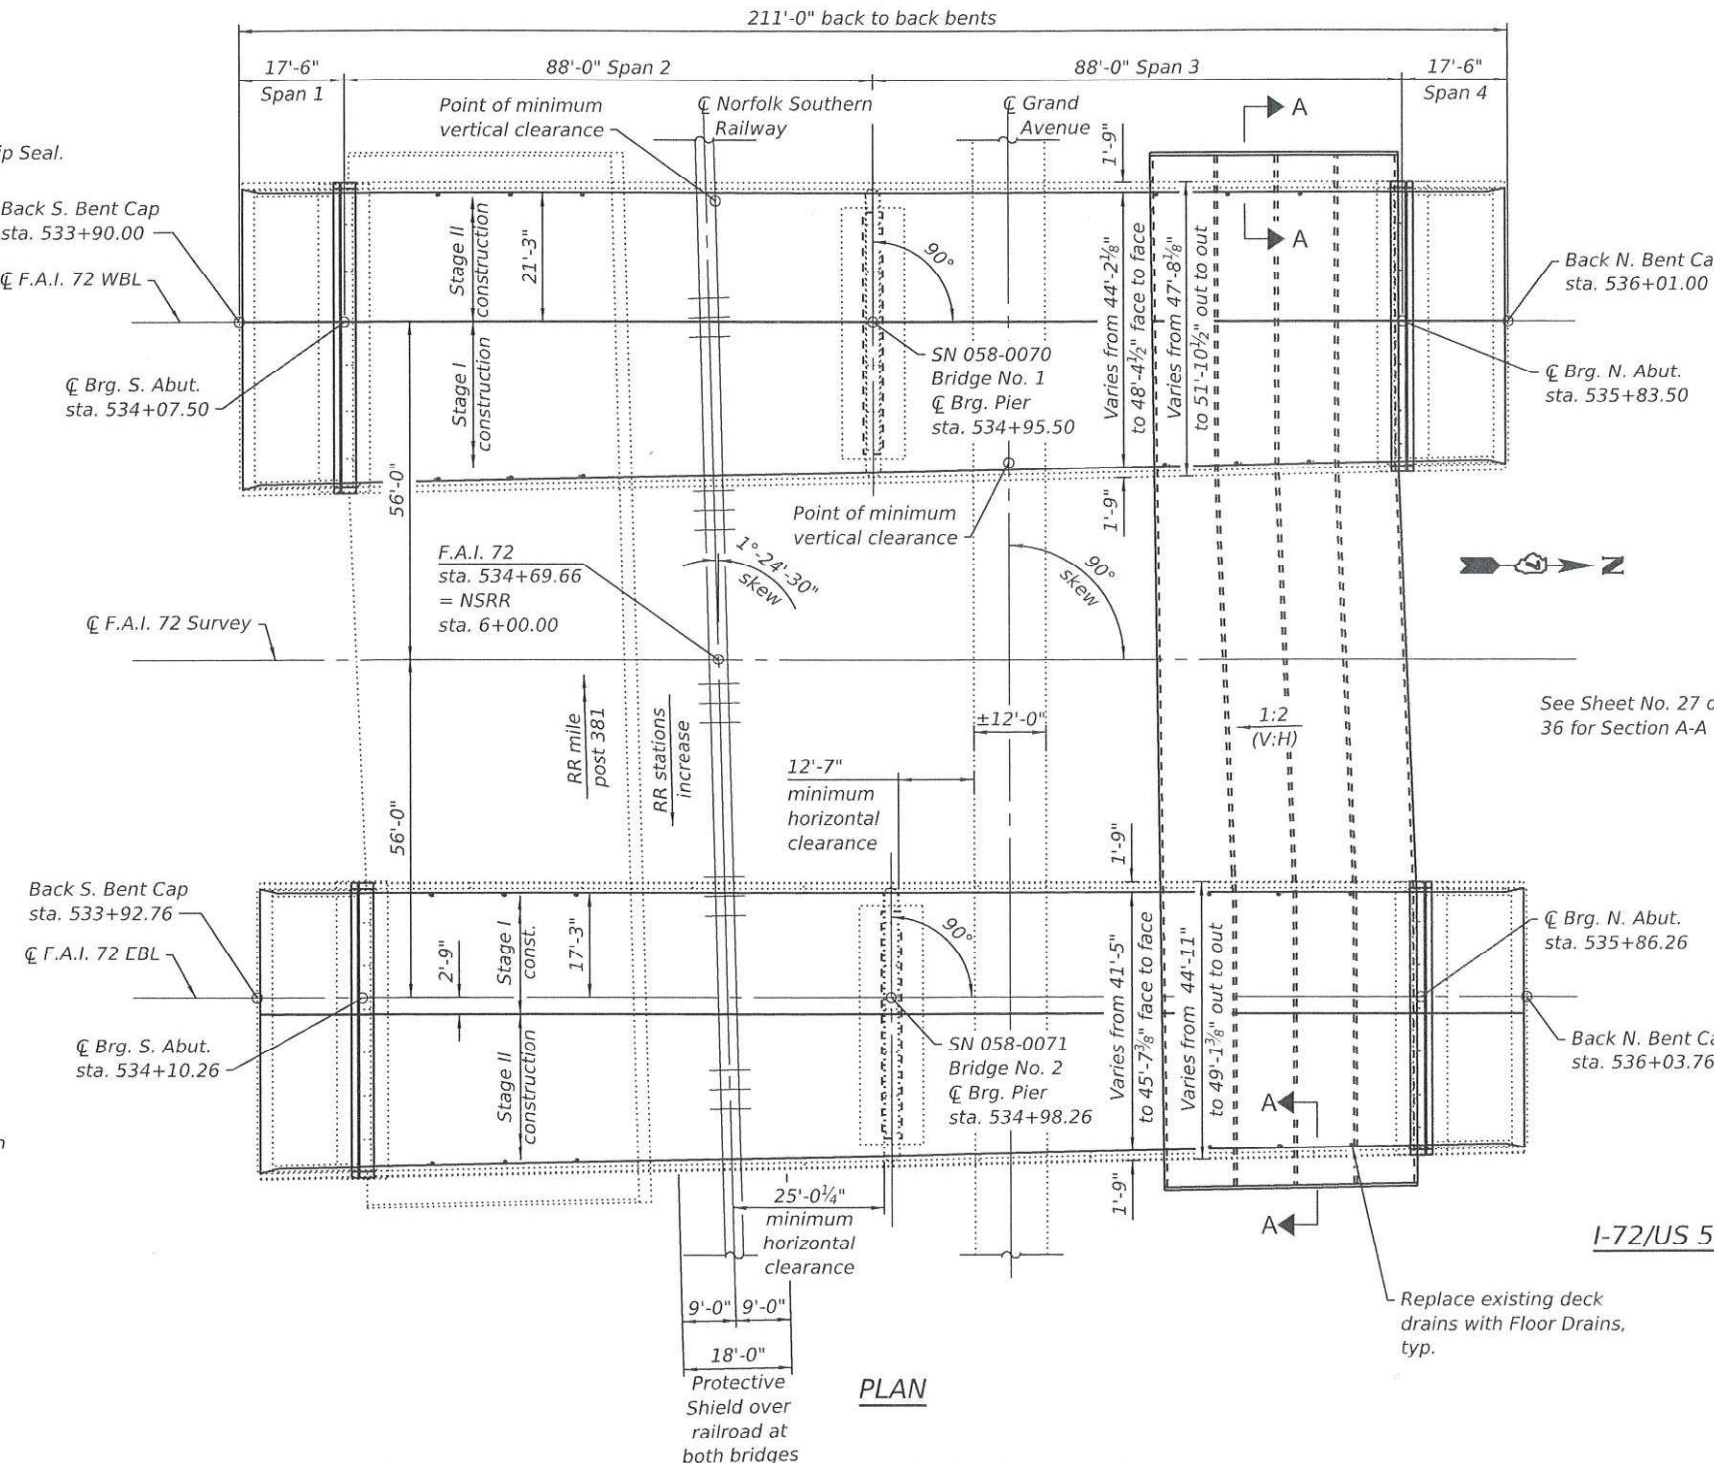 211'-0" back to back bents
17'-6"
Span 1
88'-0" Span 2
88'-0" Span 3
17'-6"
Span 4
Point of minimum
vertical clearance
℄ Norfolk Southern
Railway
℄ Grand
Avenue
1'-9"
A
A
ip Seal.
Back S. Bent Cap
sta. 533+90.00
℄ F.A.I. 72 WBL
℄ Brg. S. Abut.
sta. 534+07.50
Stage II
construction
21'-3"
Stage I
construction
90°
SN 058-0070
Bridge No. 1
℄ Brg. Pier
sta. 534+95.50
Varies from 44'-2⅛"
to 48'-4½" face to face
Varies from 47'-8⅛"
to 51'-10½" out to out
Back N. Bent Ca
sta. 536+01.00
℄ Brg. N. Abut.
sta. 535+83.50
56'-0"
Point of minimum
vertical clearance
1'-9"
F.A.I. 72
sta. 534+69.66
= NSRR
sta. 6+00.00
1°-24'-30"
skew
90°
skew
N
℄ F.A.I. 72 Survey
RR mile
post 381
RR stations
increase
±12'-0"
1:2
(V:H)
See Sheet No. 27 o
36 for Section A-A
12'-7"
minimum
horizontal
clearance
56'-0"
1'-9"
Back S. Bent Cap
sta. 533+92.76
℄ F.A.I. 72 EBL
℄ Brg. S. Abut.
sta. 534+10.26
2'-9"
Stage I
const.
17'-3"
Stage II
construction
90°
SN 058-0071
Bridge No. 2
℄ Brg. Pier
sta. 534+98.26
Varies from 41'-5"
to 45'-7⅜" face to face
Varies from 44'-11"
to 49'-1⅜" out to out
℄ Brg. N. Abut.
sta. 535+86.26
Back N. Bent Ca
sta. 536+03.76
A
A
n
1'-9"
25'-0¼"
minimum
horizontal
clearance
I-72/US 5
9'-0"
9'-0"
18'-0"
Protective
Shield over
railroad at
both bridges
Replace existing deck
drains with Floor Drains,
typ.
PLAN